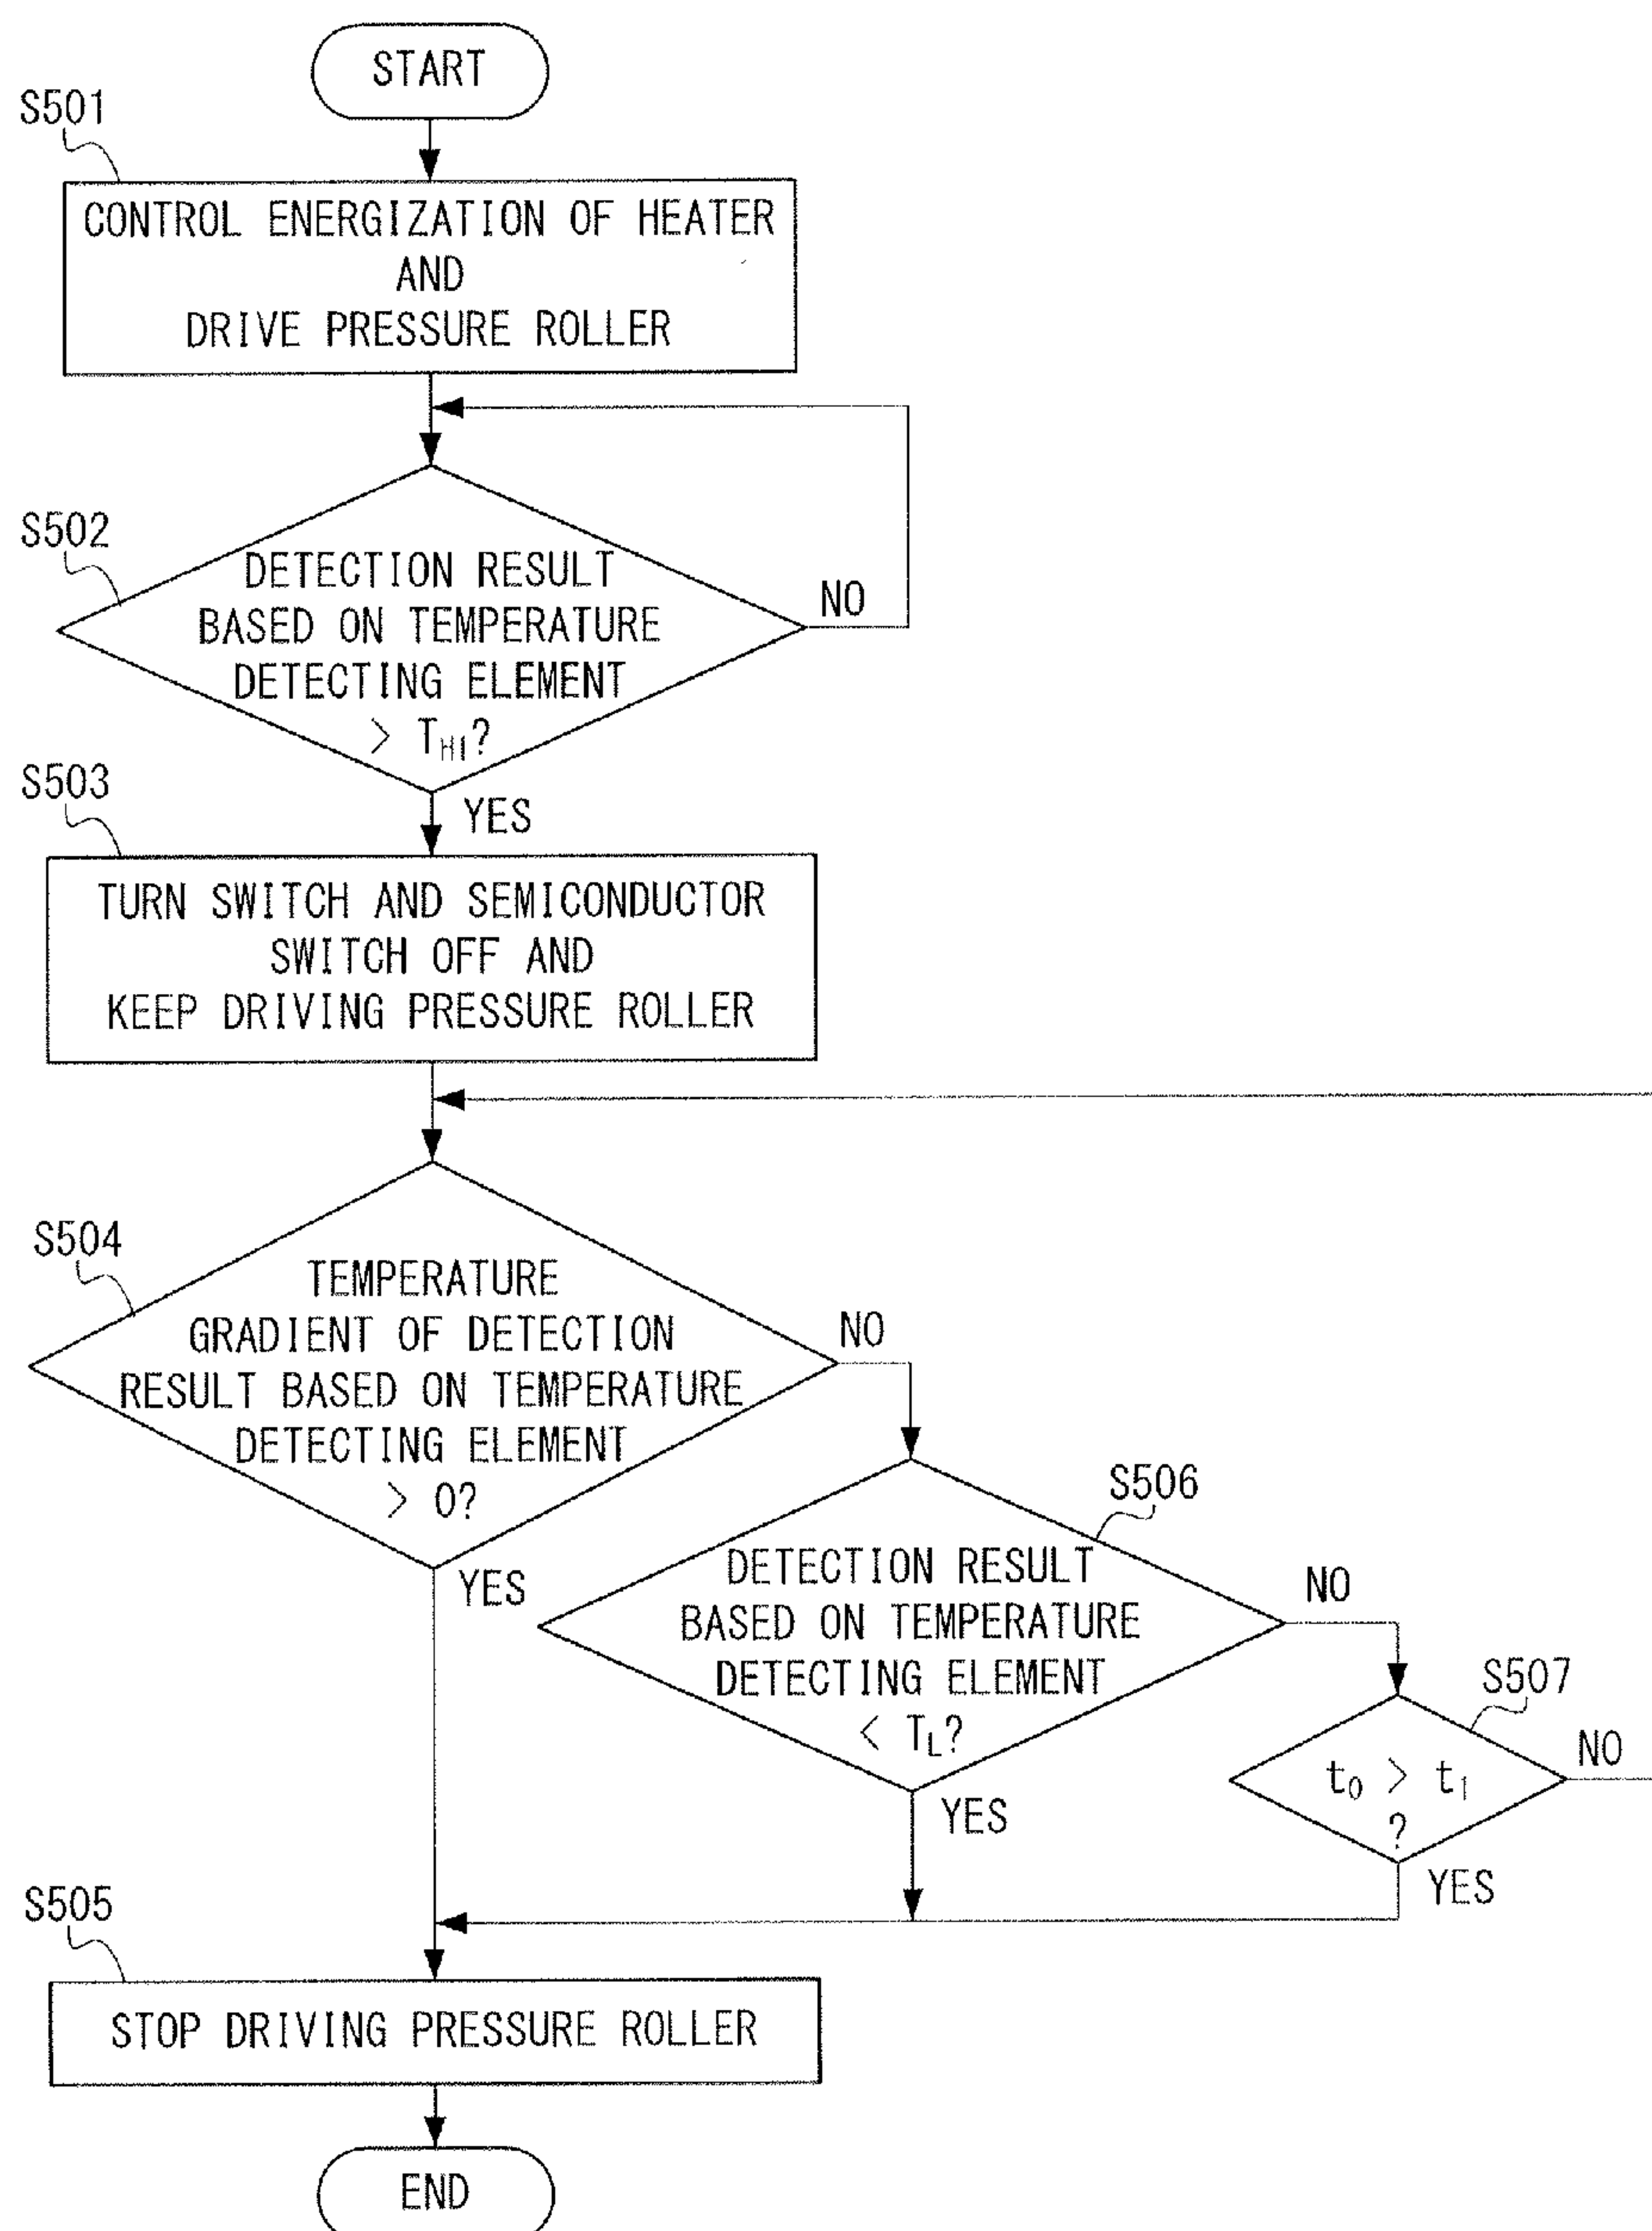 START
S501
CONTROL ENERGIZATION OF HEATER
AND
DRIVE PRESSURE ROLLER
S502
DETECTION RESULT
BASED ON TEMPERATURE
DETECTING ELEMENT
> THI?
NO
YES
S503
TURN SWITCH AND SEMICONDUCTOR
SWITCH OFF AND
KEEP DRIVING PRESSURE ROLLER
S504
TEMPERATURE
GRADIENT OF DETECTION
RESULT BASED ON TEMPERATURE
DETECTING ELEMENT
> 0?
NO
YES
S506
DETECTION RESULT
BASED ON TEMPERATURE
DETECTING ELEMENT
< TL?
NO
YES
S507
t0 > t1
?
NO
YES
S505
STOP DRIVING PRESSURE ROLLER
END